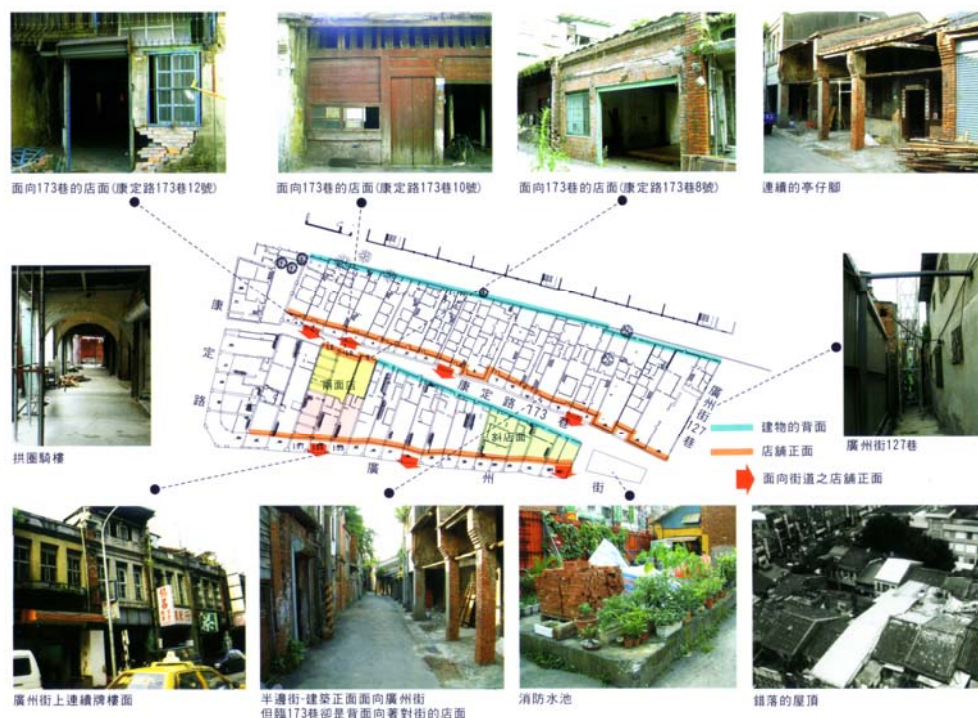 面向173巷的店面(康定路173巷12號)
面向173巷的店面(康定路173巷10號)
面向173巷的店面(康定路173巷8號)
連續的亭仔腳
拱圈騎樓
康定路
兩面店
斜店面
康定路173巷
廣州街
廣州街127巷
廣州街127巷
建物的背面
店舖正面
面向街道之店舖正面
廣州街上連續牌樓面
半邊街-建築正面面向廣州街
但臨173巷卻是背面向著對街的店面
消防水池
錯落的屋頂